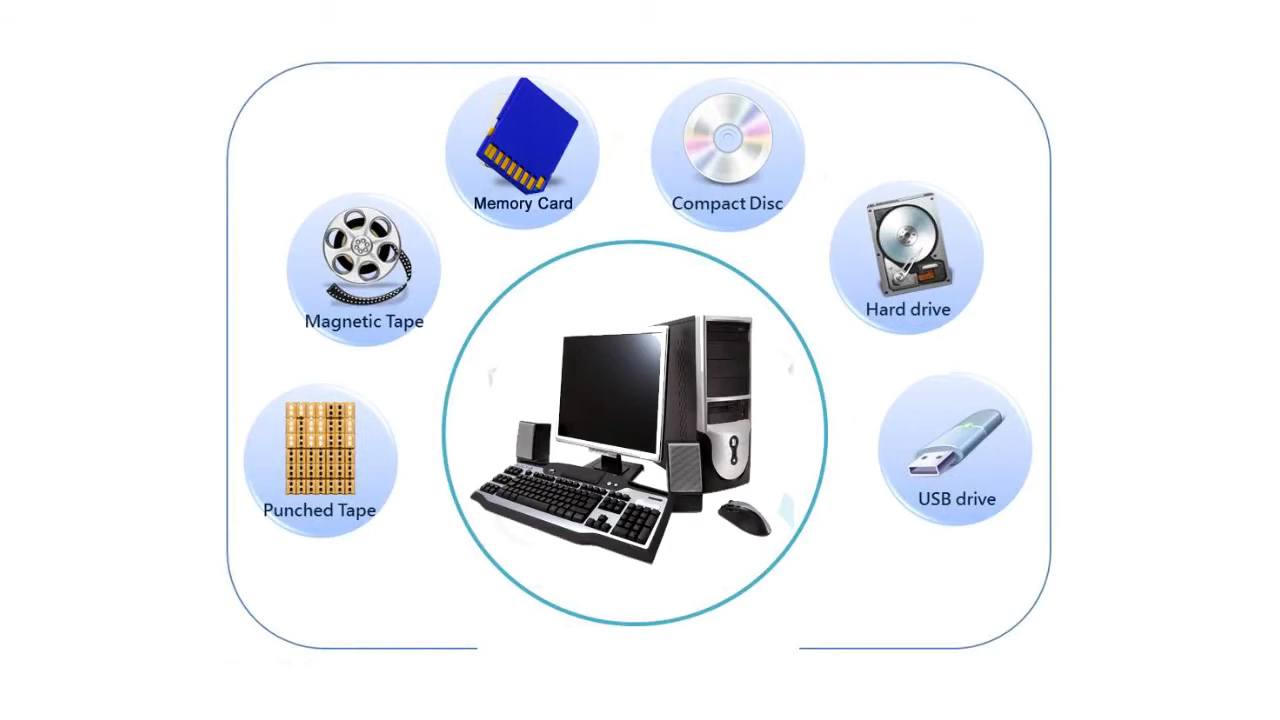 Memory Card
Compact Disc
Magnetic Tape
Hard drive
Punched Tape
USB drive